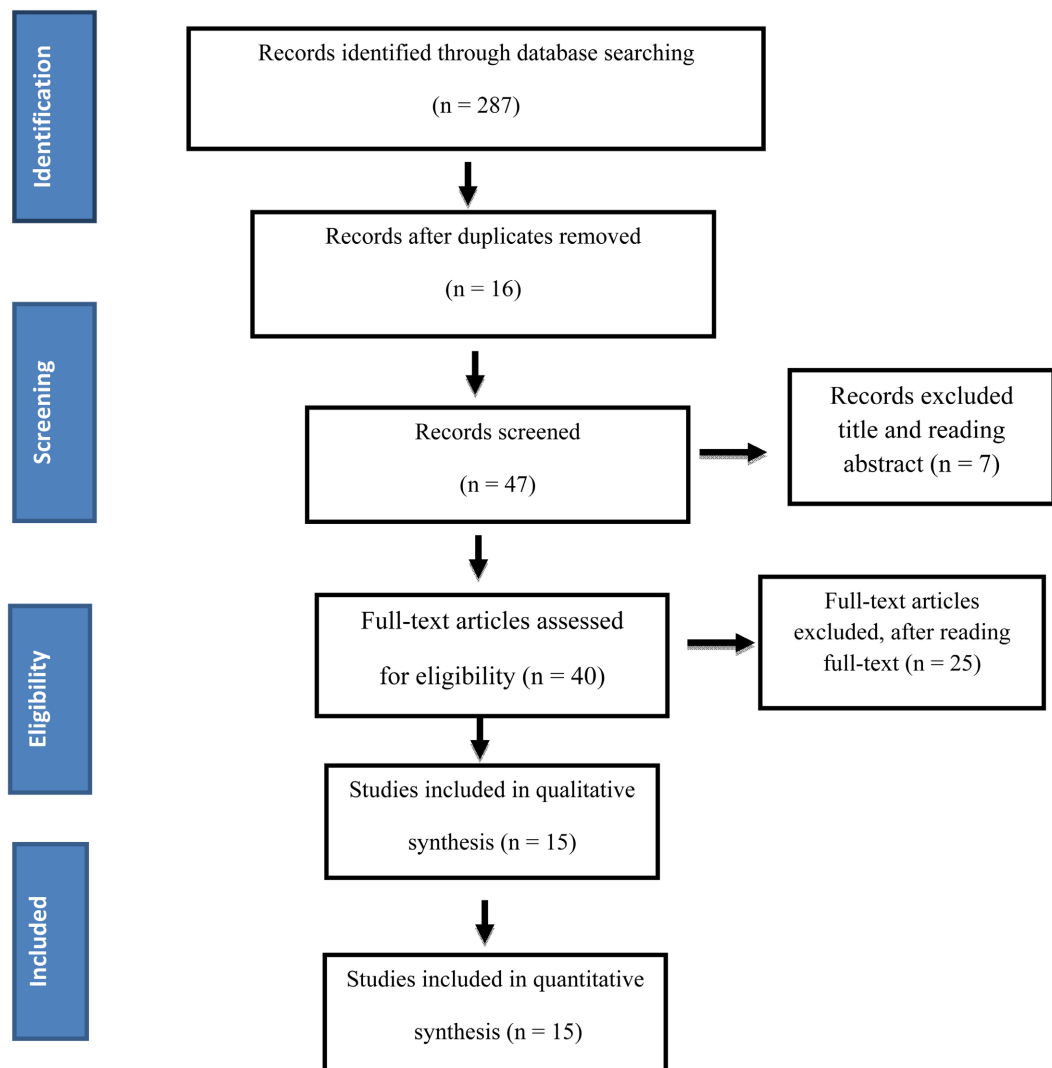 Identification
Records identified through database searching
(n = 287)
Records after duplicates removed
(n = 16)
Screening
Records screened
(n = 47)
Records excluded
title and reading
abstract (n = 7)
Eligibility
Full-text articles assessed
for eligibility (n = 40)
Full-text articles
excluded, after reading
full-text (n = 25)
Studies included in qualitative
synthesis (n = 15)
Included
Studies included in quantitative
synthesis (n = 15)